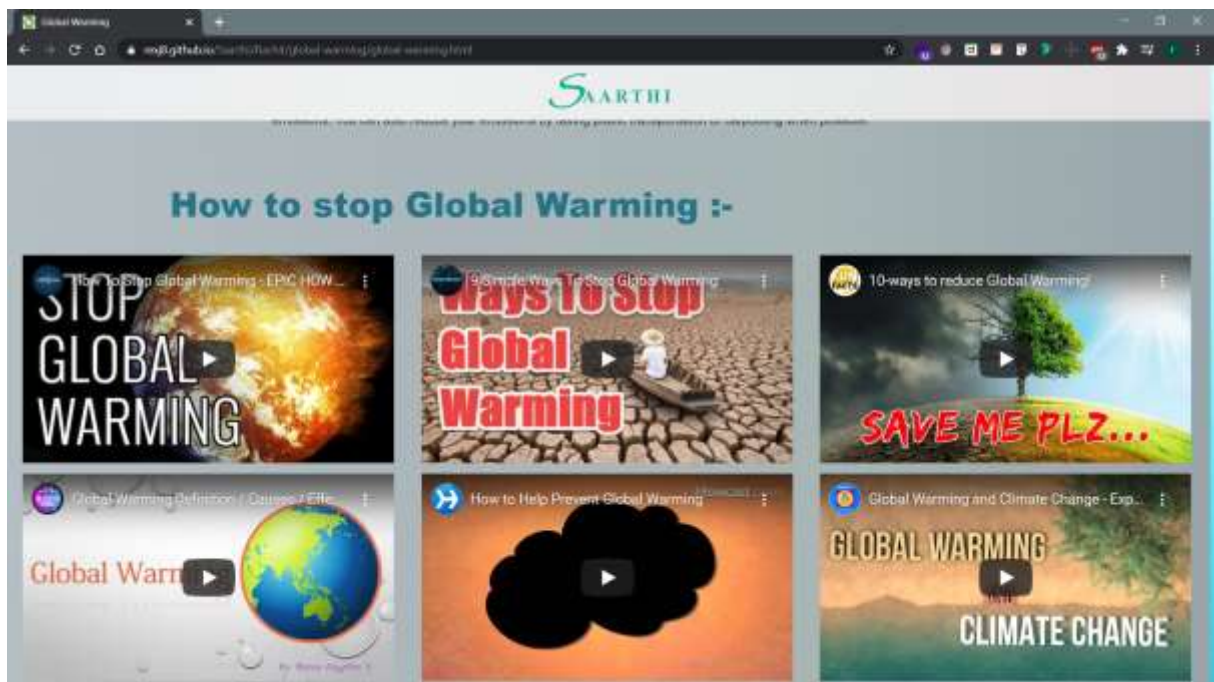 Global Warming
SAARTHI
How to stop Global Warming :-
How To Stop Global Warming - EPIC HOW...
STOP
GLOBAL
WARMING
9 Simple Ways To Stop Global Warming
Ways To Stop
Global
Warming
10-ways to reduce Global Warming!
SAVE ME PLZ...
Global Warming Definition / Causes / Effe...
Global Warm
How to Help Prevent Global Warming
Global Warming and Climate Change - Exp...
GLOBAL WARMING
CLIMATE CHANGE